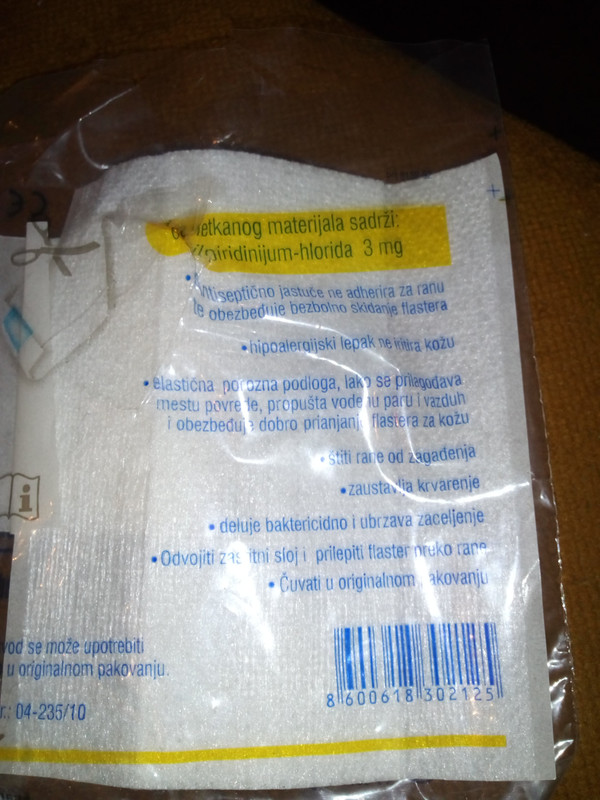 netkanog materijala sadrži:
piridinijum-hlorida 3 mg
• Antiseptično jastuče ne adherira za ranu
te obezbeđuje bezbolno skidanje flastera
• hipoalergijski lepak ne iritira kožu
• elastična porozna podloga, lako se prilagođava
mestu povrede, propušta vodenu paru i vazduh
i obezbeđuje dobro prianjanje flastera za kožu
• štiti rane od zagađenja
• zaustavlja krvarenje
• deluje baktericidno i ubrzava zaceljenje
• Odvojiti zaštitni sloj i prilepiti flaster preko rane
• Čuvati u originalnom pakovanju
vod se može upotrebiti
u originalnom pakovanju.
r.: 04-235/10
8 600618 302125